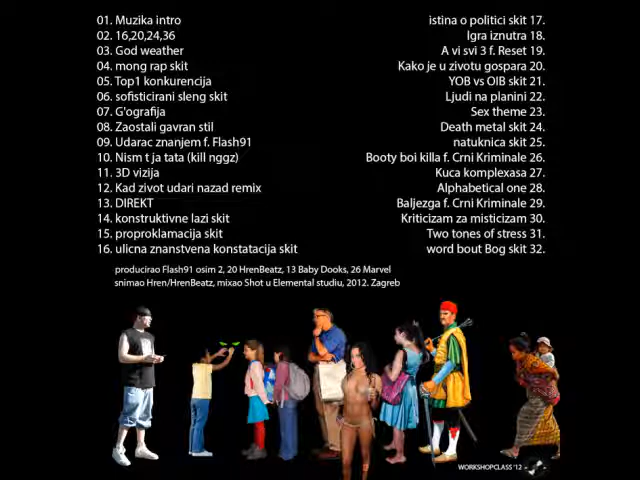 01. Muzika intro
02. 16,20,24,36
03. God weather
04. mong rap skit
05. Top1 konkurencija
06. sofisticirani sleng skit
07. G'ografija
08. Zaostali gavran stil
09. Udarac znanjem f. Flash91
10. Nism t ja tata (kill nggz)
11. 3D vizija
12. Kad zivot udari nazad remix
13. DIREKT
14. konstruktivne lazi skit
15. proproklamacija skit
16. ulicna znanstvena konstatacija skit
istina o politici skit 17.
Igra iznutra 18.
A vi svi 3 f. Reset 19.
Kako je u zivotu gospara 20.
YOB vs OIB skit 21.
Ljudi na planini 22.
Sex theme 23.
Death metal skit 24.
natuknica skit 25.
Booty boi killa f. Crni Kriminale 26.
Kuca komplexasa 27.
Alphabetical one 28.
Baljezga f. Crni Kriminale 29.
Kriticizam za misticizam 30.
Two tones of stress 31.
word bout Bog skit 32.
producirao Flash91 osim 2, 20 HrenBeatz, 13 Baby Dooks, 26 Marvel
snimao Hren/HrenBeatz, mixao Shot u Elemental studiu, 2012. Zagreb
WORKSHOPCLASS '12